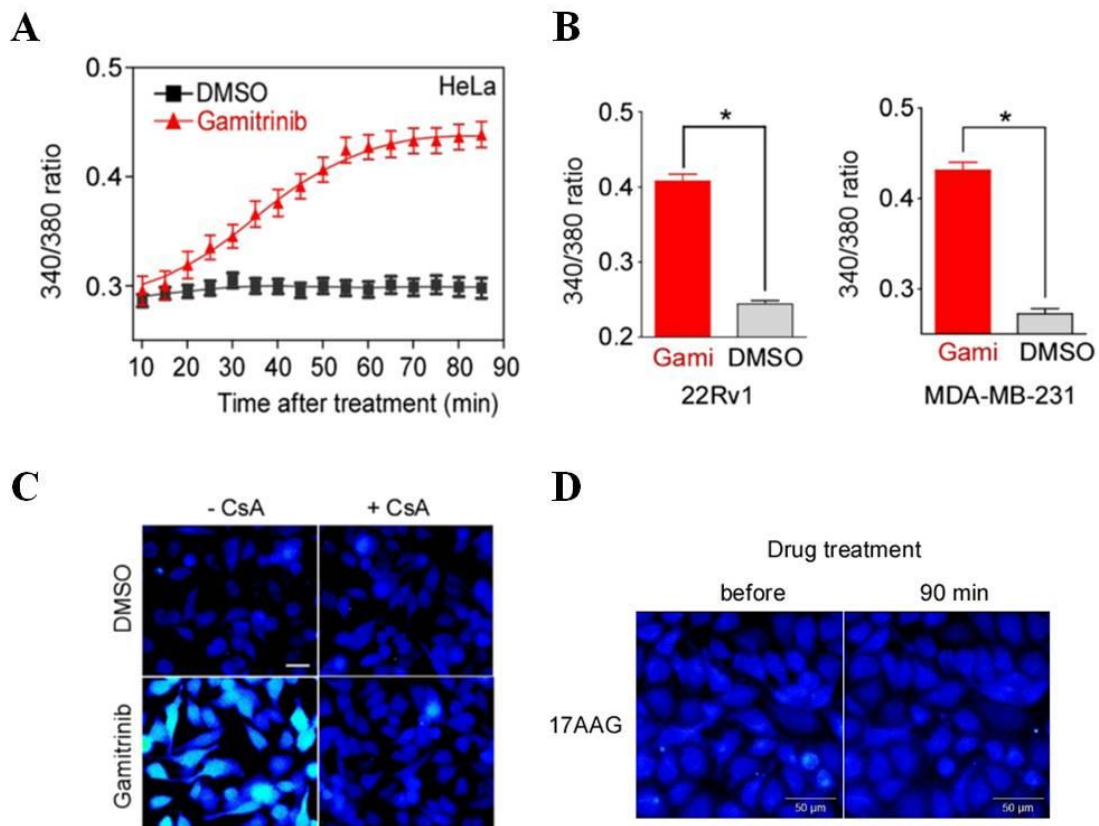 A
0.5
0.4
0.3
340/380 ratio
DMSO
Gamitrinib
HeLa
10 20 30 40 50 60 70 80 90
Time after treatment (min)
B
0.5
0.4
0.3
0.2
340/380 ratio
*
Gami DMSO
22Rv1
0.5
0.4
0.3
340/380 ratio
*
Gami DMSO
MDA-MB-231
C
- CsA + CsA
DMSO
Gamitrinib
D
Drug treatment
before 90 min
17AAG
50 μm 50 μm